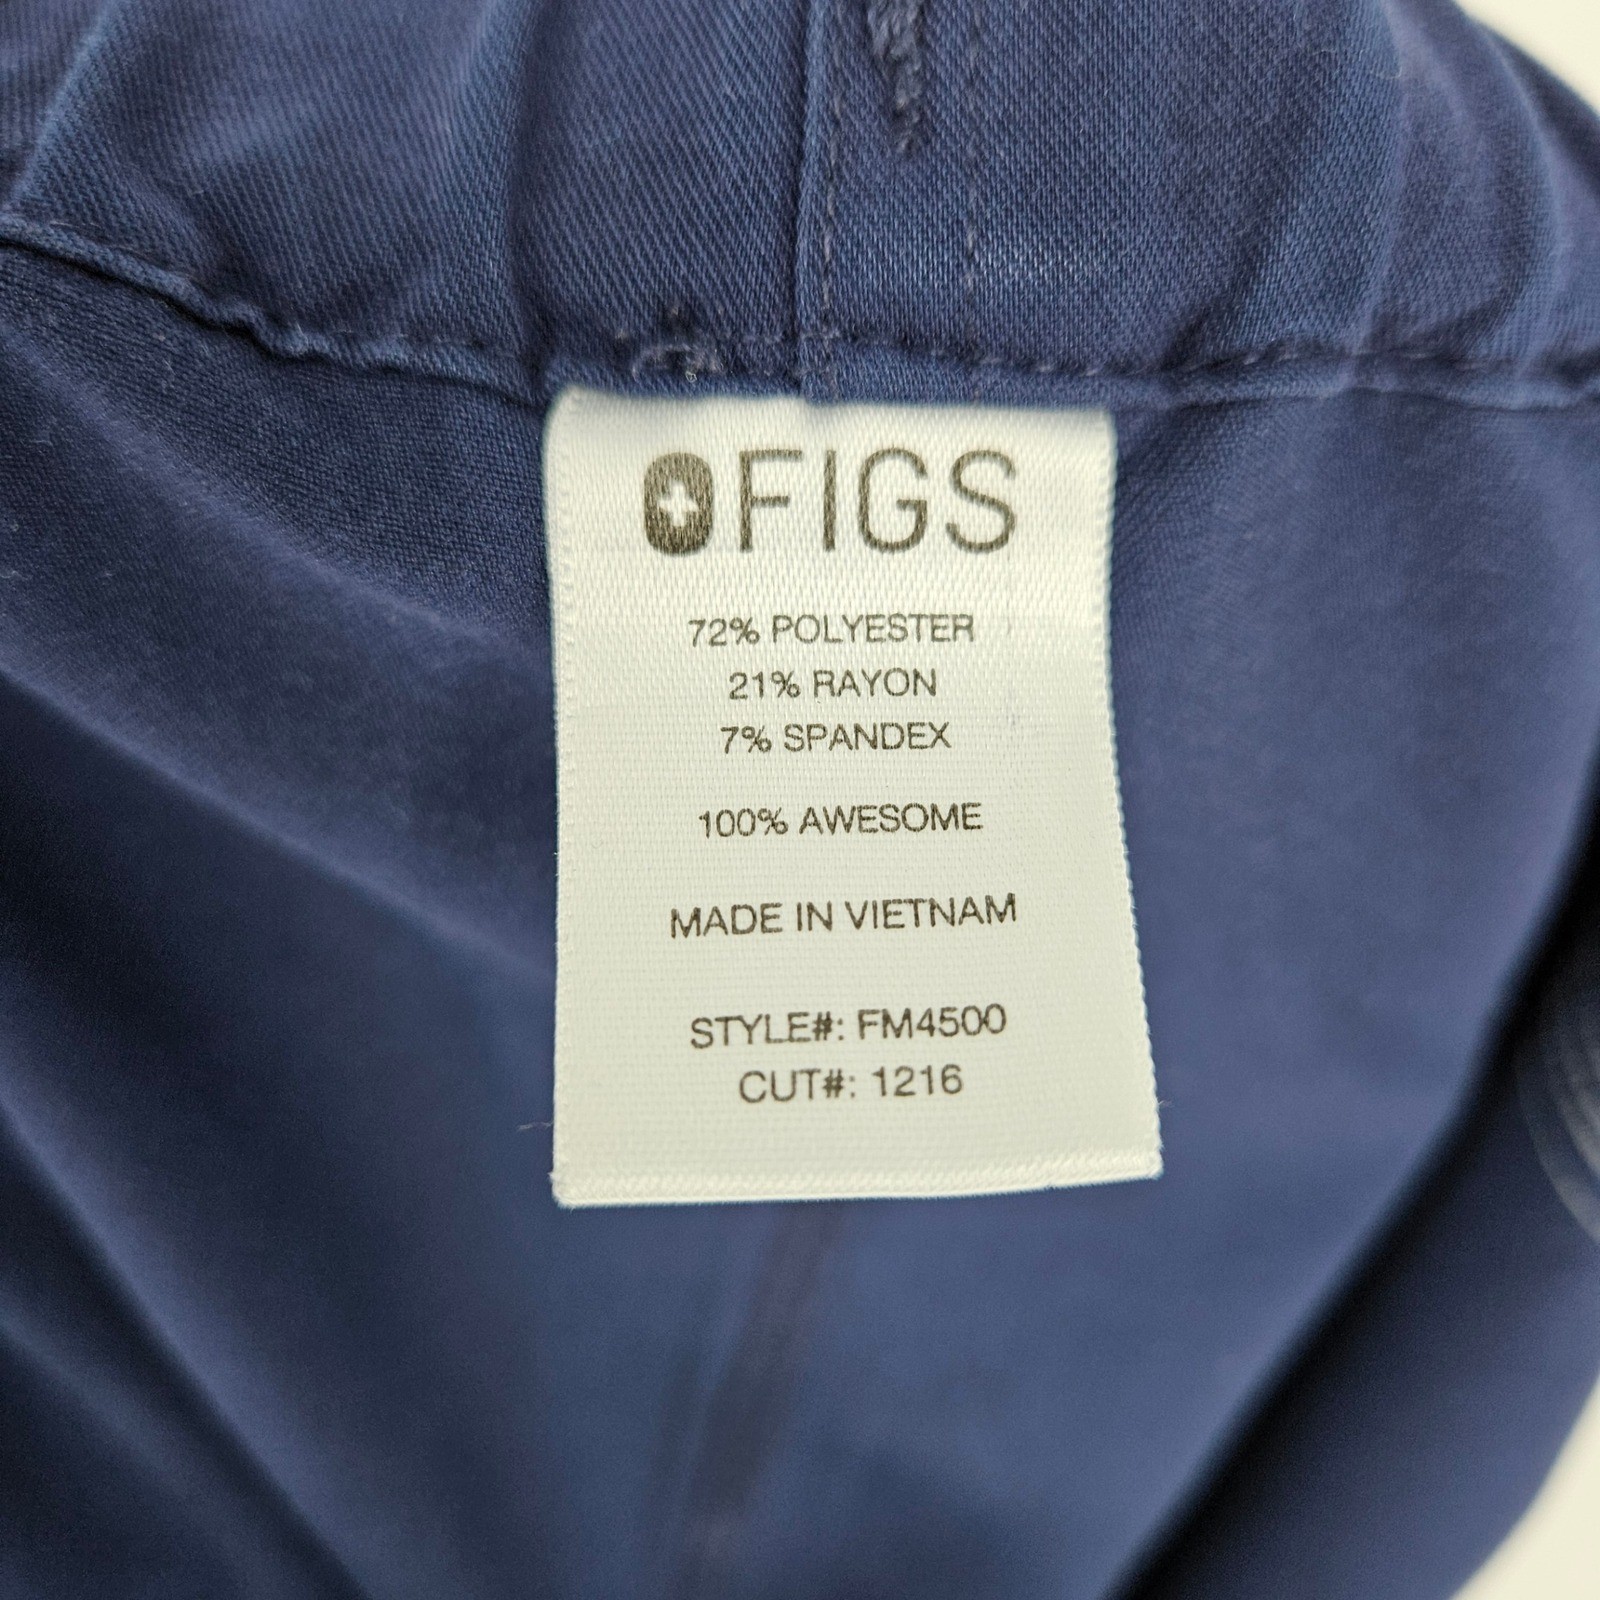 FIGS
72% POLYESTER
21% RAYON
7% SPANDEX
100% AWESOME
MADE IN VIETNAM
STYLE#: FM4500
CUT#: 1216